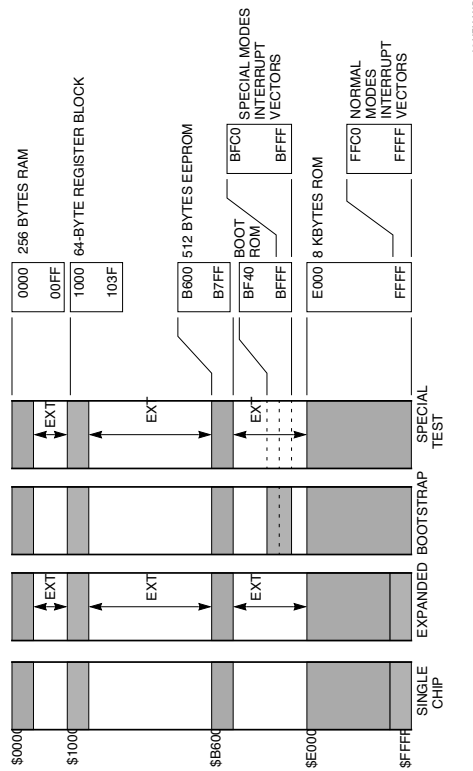 $0000
$1000
$B600
$E000
$FFFF
EXT
EXT
EXT
EXT
EXT
EXT
SINGLE
CHIP
EXPANDED
BOOTSTRAP
SPECIAL
TEST
0000
00FF
256 BYTES RAM
1000
103F
64-BYTE REGISTER BLOCK
B600
B7FF
512 BYTES EEPROM
BOOT
ROM
BF40
BFFF
BFC0
BFFF
SPECIAL MODES
INTERRUPT
VECTORS
E000
FFFF
8 KBYTES ROM
FFC0
FFFF
NORMAL
MODES
INTERRUPT
VECTORS